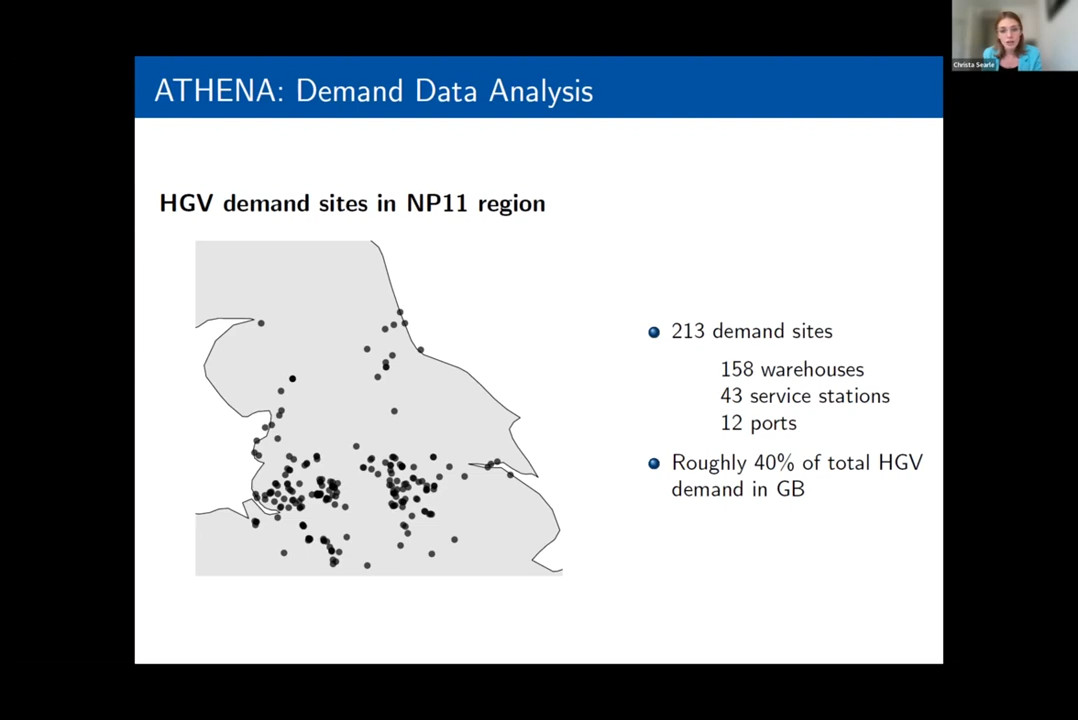 ATHENA: Demand Data Analysis
HGV demand sites in NP11 region
213 demand sites
158 warehouses
43 service stations
12 ports
Roughly 40% of total HGV
demand in GB
Christa Searle